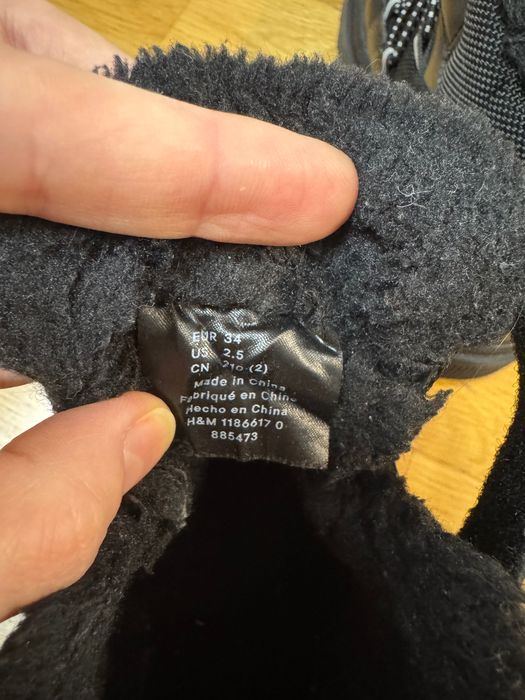 EUR 34
US 2.5
CN 210 (2)
Made in China
Fabriqué en Chine
Hecho en China
H&M 1186617 0
885473